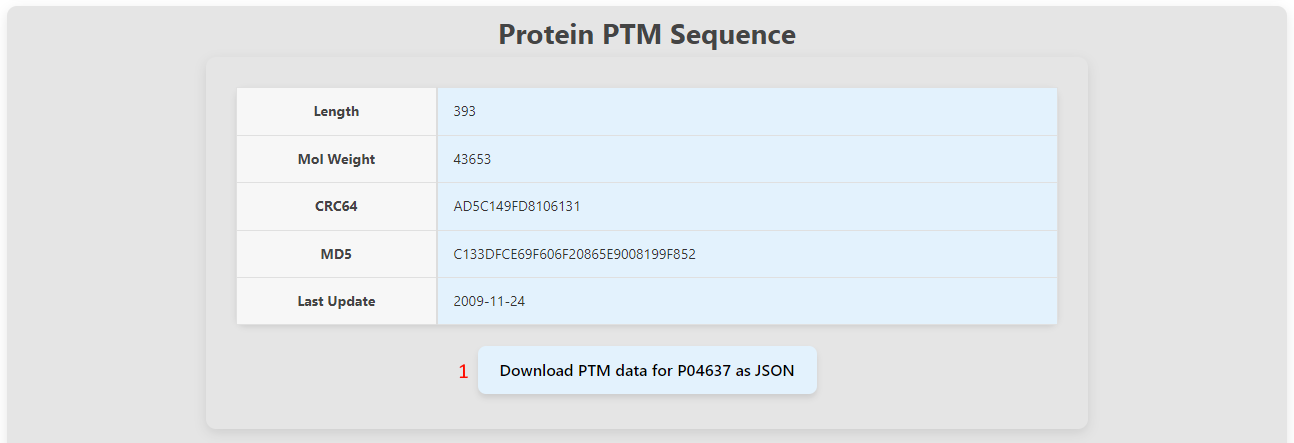 Protein PTM Sequence
Length 393
Mol Weight 43653
CRC64 AD5C149FD8106131
MD5 C133DFCE69F606F20865E9008199F852
Last Update 2009-11-24
1 Download PTM data for P04637 as JSON